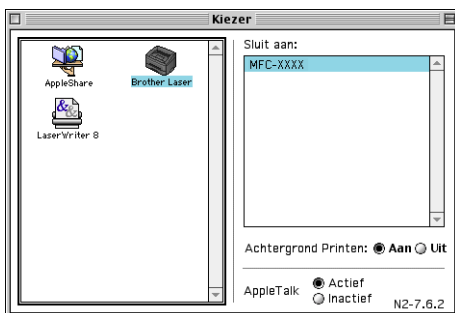 Kiezer
AppleShare
Brother Laser
LaserWriter 8
Sluit aan:
MFC-XXXX
Achtergrond Printen: Aan Uit
AppleTalk
Actief
Inactief
N2-7.6.2